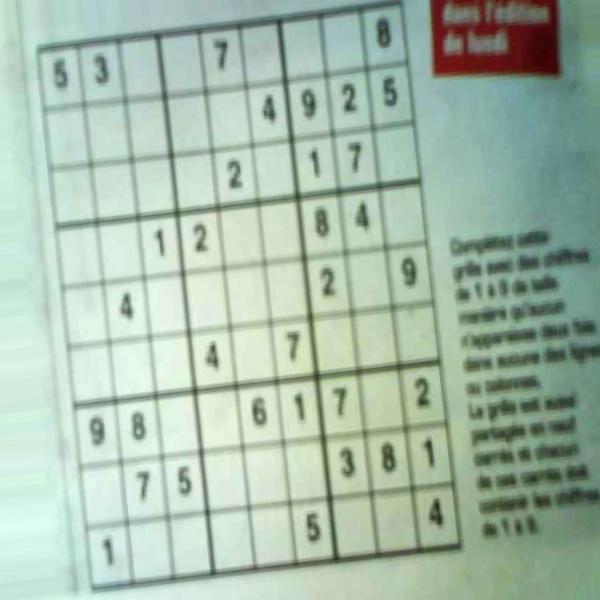 dans l'édition
de lundi
5 3 7 8
4 9 2 5
2 1 7
1 2 8 4
4 2 9
4 7
9 8 6 1 7 2
7 5 3 8 1
1 5 4
Complétez cette
grille avec des chiffres
de 1 à 9 de telle
manière qu'aucun
n'apparaisse deux fois
dans aucune des lignes
ou colonnes.
La grille est aussi
partagée en neuf
carrés et chacun
de ces carrés doit
contenir les chiffres
de 1 à 9.